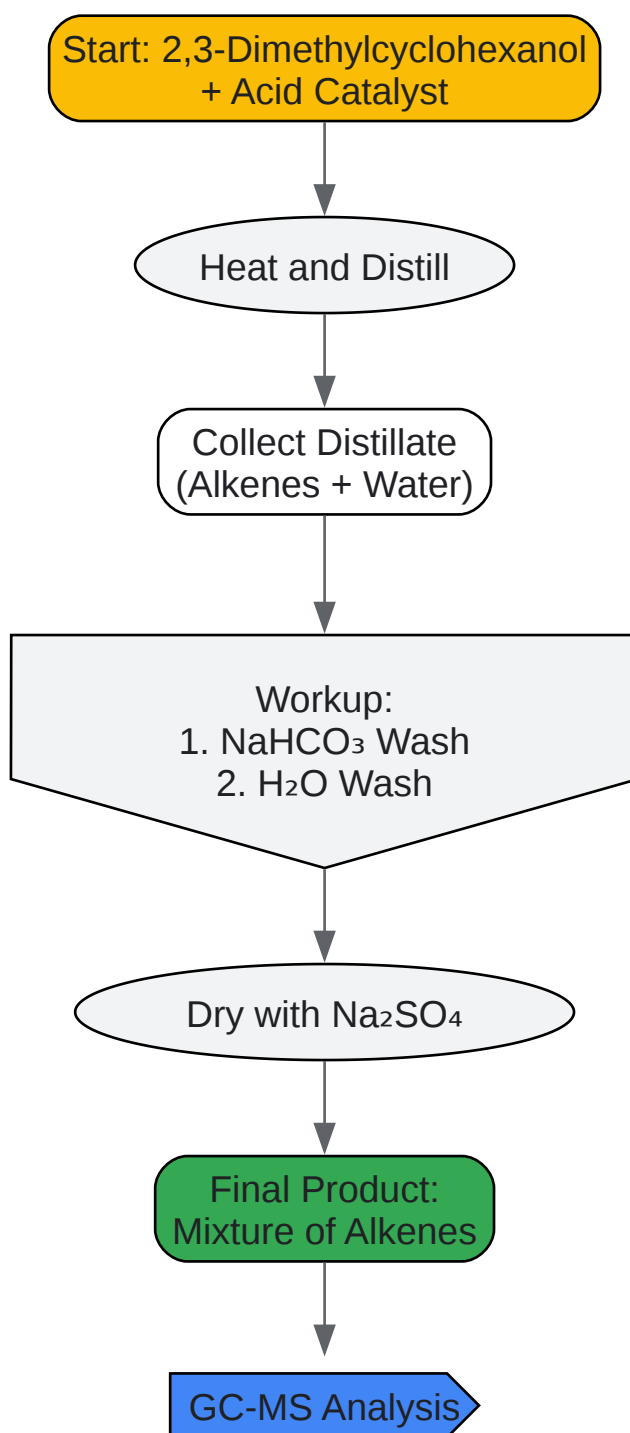 Start: 2,3-Dimethylcyclohexanol
+ Acid Catalyst
Heat and Distill
Collect Distillate
(Alkenes + Water)
Workup:
1. NaHCO₃ Wash
2. H₂O Wash
Dry with Na₂SO₄
Final Product:
Mixture of Alkenes
GC-MS Analysis